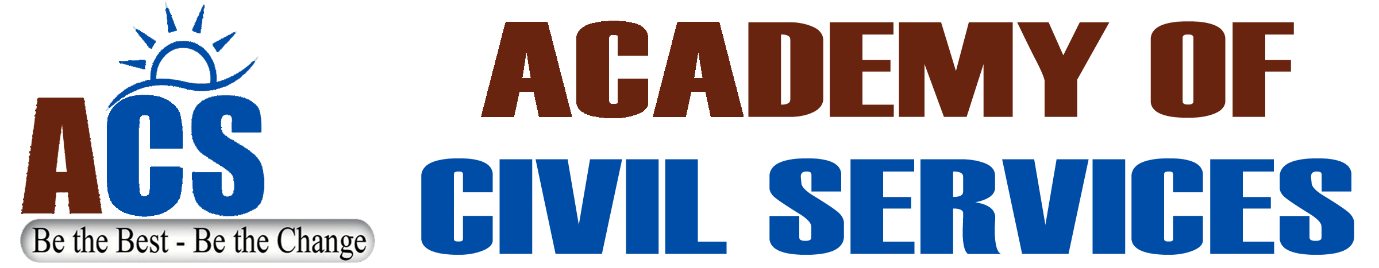 ACS
Be the Best - Be the Change
ACADEMY OF
CIVIL SERVICES